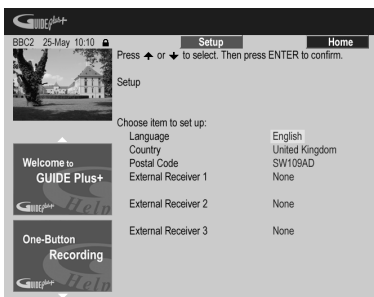 GUIDE Plus+
BBC2 25-May 10:10 Setup Home
Press ▲ or ▼ to select. Then press ENTER to confirm.
Setup
Choose item to set up:
Language English
Country United Kingdom
Postal Code SW109AD
External Receiver 1 None
External Receiver 2 None
External Receiver 3 None
Welcome to
GUIDE Plus+
GUIDE Plus+ Help
One-Button
Recording
GUIDE Plus+ Help